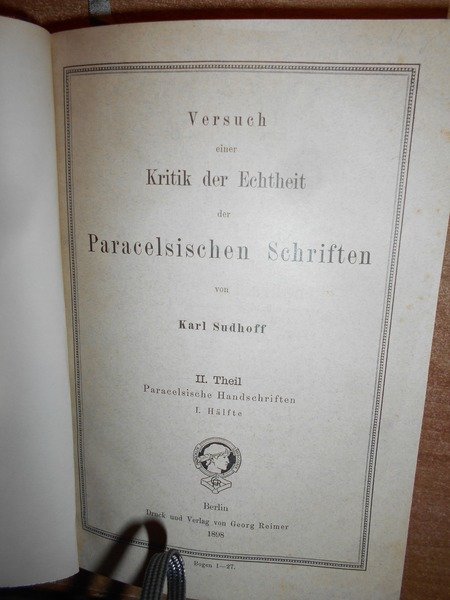 Versuch
einer
Kritik der Echtheit
der
Paracelsischen Schriften
von
Karl Sudhoff
II. Theil
Paracelsische Handschriften
I. Hälfte
Berlin
Druck und Verlag von Georg Reimer
1898
Bogen 1—27.